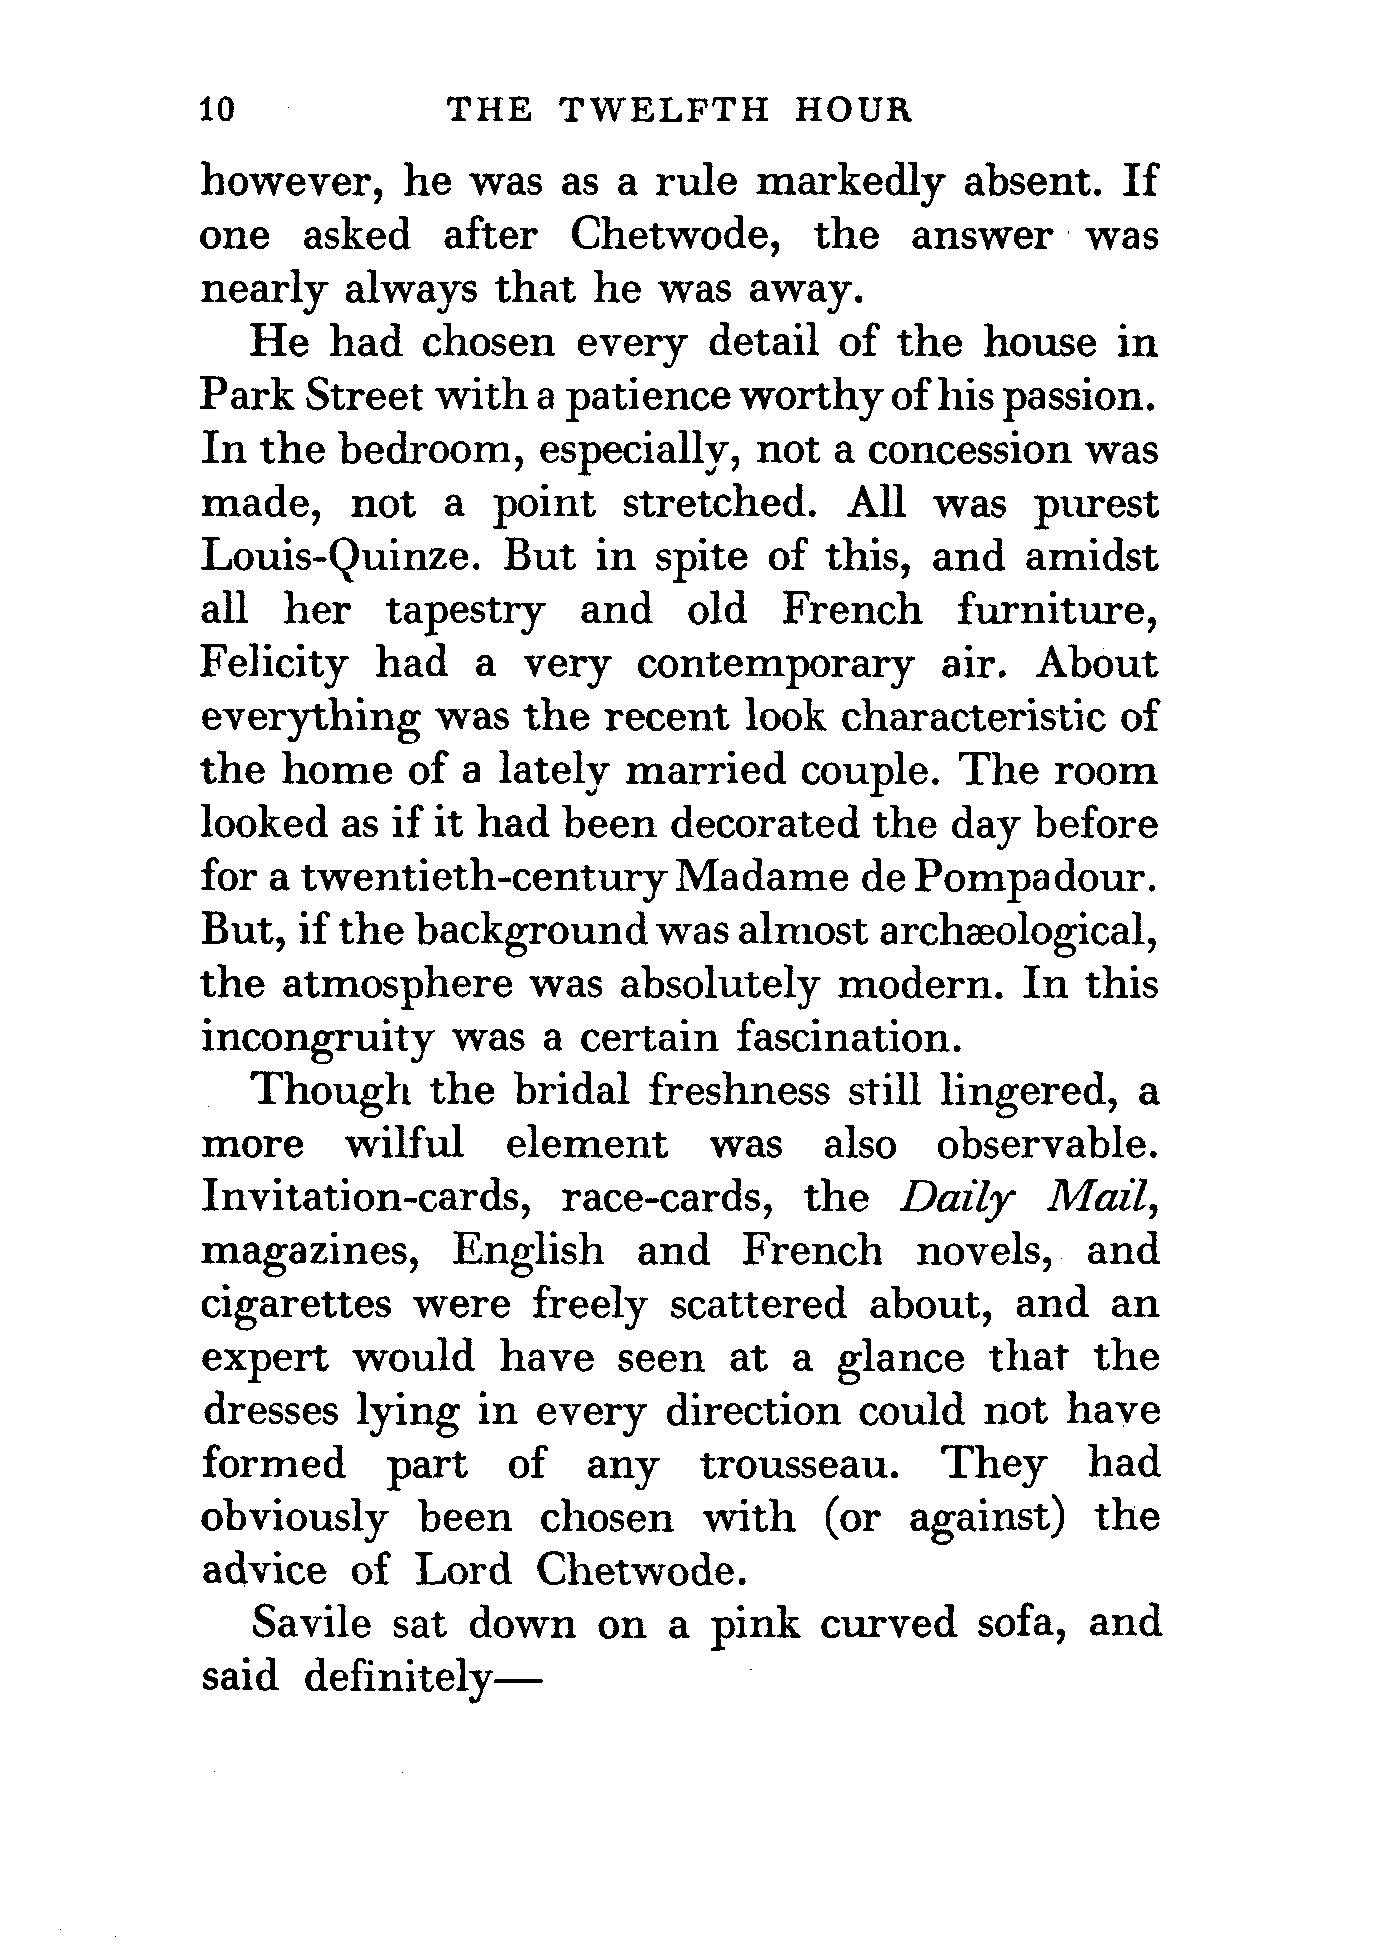 10 THE TWELFTH HOUR
however, he was as a rule markedly absent. If
one asked after Chetwode, the answer was
nearly always that he was away.
He had chosen every detail of the house in
Park Street with a patience worthy of his passion.
In the bedroom, especially, not a concession was
made, not a point stretched. All was purest
Louis-Quinze. But in spite of this, and amidst
all her tapestry and old French furniture,
Felicity had a very contemporary air. About
everything was the recent look characteristic of
the home of a lately married couple. The room
looked as if it had been decorated the day before
for a twentieth-century Madame de Pompadour.
But, if the background was almost archæological,
the atmosphere was absolutely modern. In this
incongruity was a certain fascination.
Though the bridal freshness still lingered, a
more wilful element was also observable.
Invitation-cards, race-cards, the Daily Mail,
magazines, English and French novels, and
cigarettes were freely scattered about, and an
expert would have seen at a glance that the
dresses lying in every direction could not have
formed part of any trousseau. They had
obviously been chosen with (or against) the
advice of Lord Chetwode.
Savile sat down on a pink curved sofa, and
said definitely—